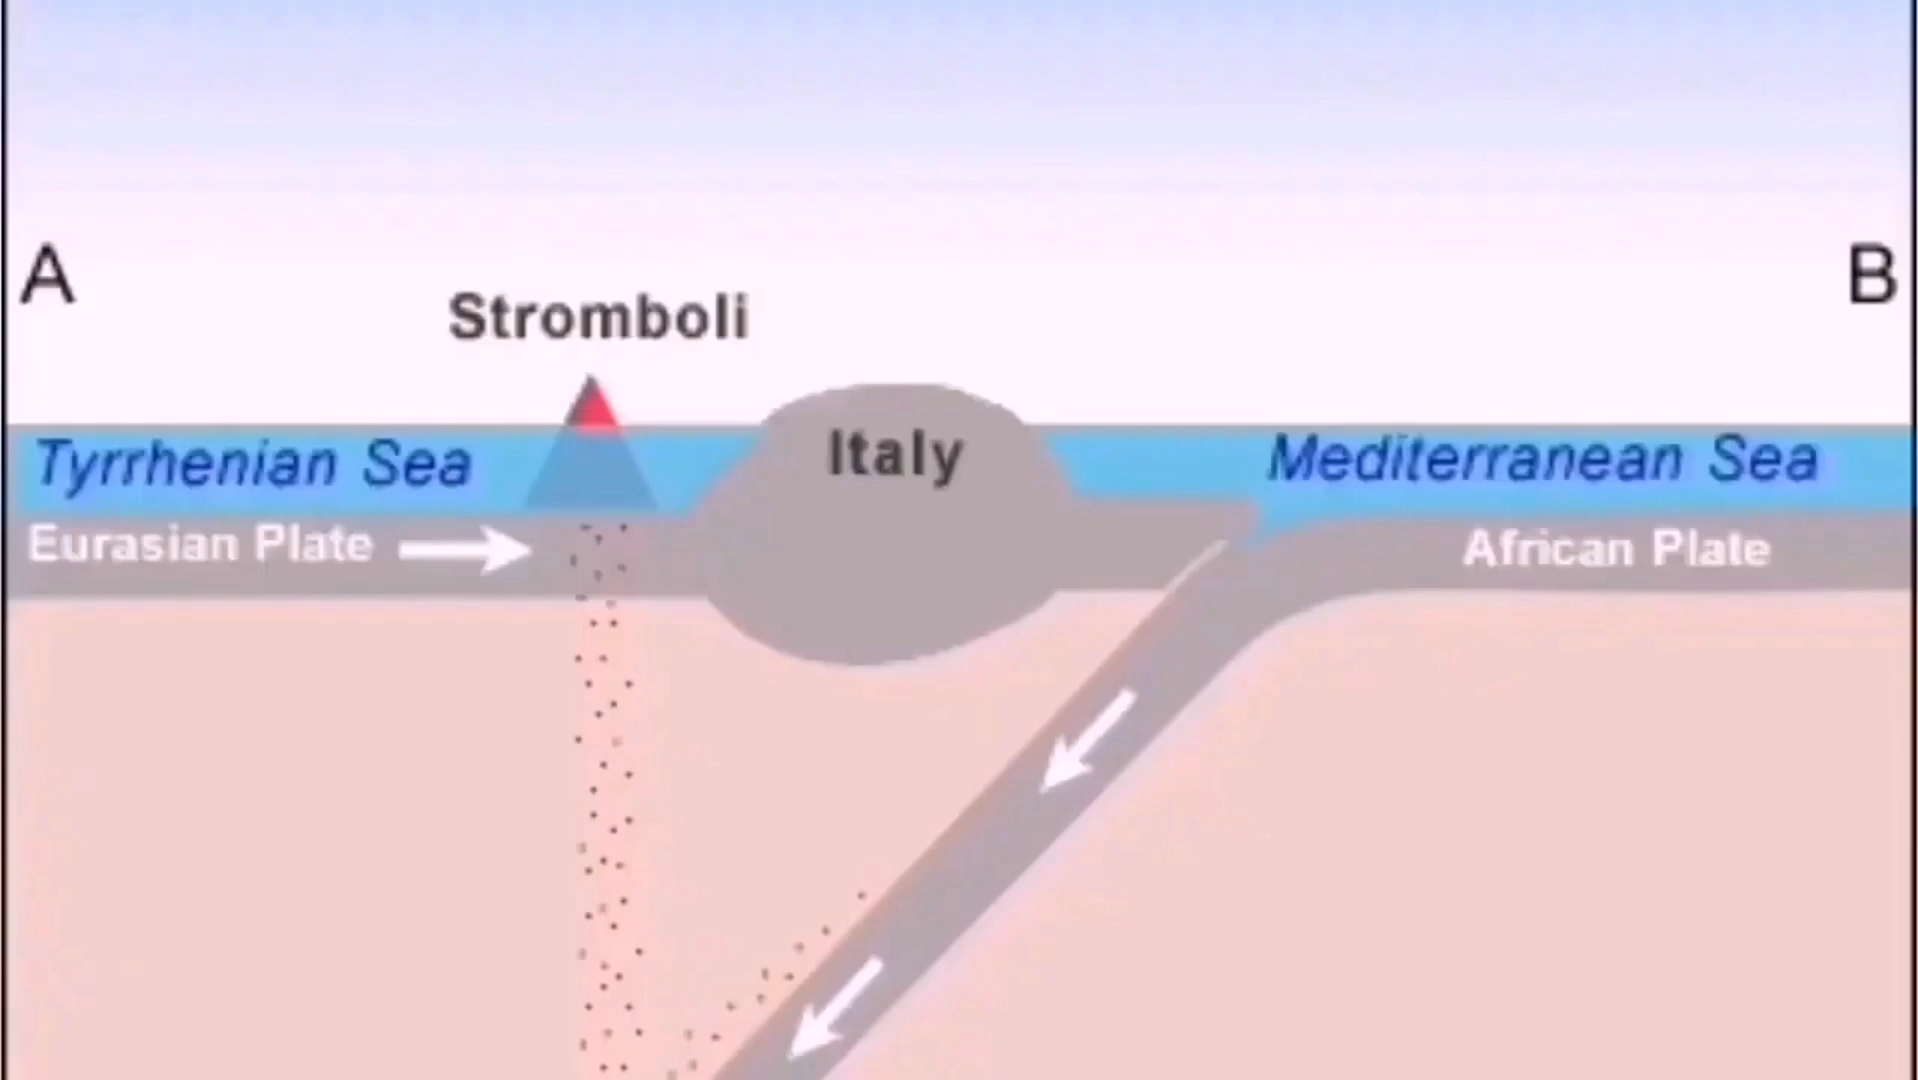 A
B
Stromboli
Italy
Tyrrhenian Sea
Mediterranean Sea
Eurasian Plate
African Plate